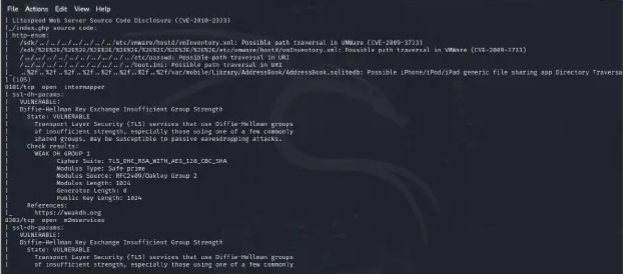 File Actions Edit View Help
| Litespeed Web Server Source Code Disclosure (CVE-2010-2333)
|_/index.php source code:
| http-enum:
| /sdk/../../../../../../../etc/vmware/hostd/vmInventory.xml: Possible path traversal in VMWare (CVE-2009-3733)
| /sdk/%2E%2E/%2E%2E/%2E%2E/%2E%2E/%2E%2E/%2E%2E/%2E%2E/etc/vmware/hostd/vmInventory.xml: Possible path traversal in VMWare (CVE-2009-3733)
| /../../../../../../../../../../etc/passwd: Possible path traversal in URI
| /../../../../../../../../../../boot.ini: Possible path traversal in URI
|_ /var/mobile/Library/AddressBook/AddressBook.sqlitedb: Possible iPhone/iPod/iPad generic file sharing app Directory Traversa
(iOS)
8181/tcp open intermapper
| ssl-dh-params:
| VULNERABLE:
| Diffie-Hellman Key Exchange Insufficient Group Strength
| State: VULNERABLE
| Transport Layer Security (TLS) services that use Diffie-Hellman groups
| of insufficient strength, especially those using one of a few commonly
| shared groups, may be susceptible to passive eavesdropping attacks.
| Check results:
| WEAK DH GROUP 1
| Cipher Suite: TLS_DHE_RSA_WITH_AES_128_CBC_SHA
| Modulus Type: Safe prime
| Modulus Source: RFC2409/Oakley Group 2
| Modulus Length: 1024
| Generator Length: 8
| Public Key Length: 1024
| References:
|_ https://weakdh.org
8383/tcp open m2mservices
| ssl-dh-params:
| VULNERABLE:
| Diffie-Hellman Key Exchange Insufficient Group Strength
| State: VULNERABLE
| Transport Layer Security (TLS) services that use Diffie-Hellman groups
| of insufficient strength, especially those using one of a few commonly